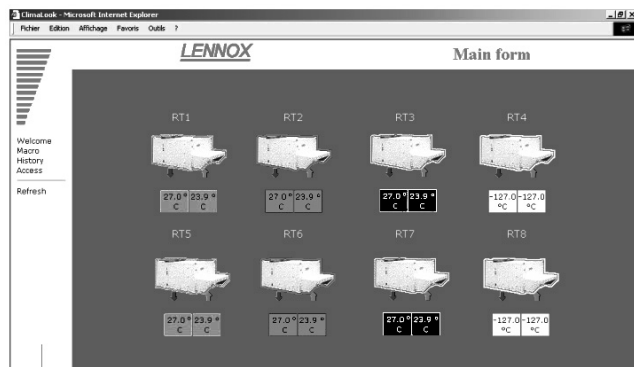 ClimaLook - Microsoft Internet Explorer
Fichier Edition Affichage Favoris Outils ?
LENNOX Main form
Welcome
Macro
History
Access
Refresh
RT1 RT2 RT3 RT4
27.0 ° 23.9 ° 27.0 ° 23.9 ° 27.0 ° 23.9 ° -127.0 -127.0
C C C C C C °C °C
RT5 RT6 RT7 RT8
27.0 ° 23.9 ° 27.0 ° 23.9 ° 27.0 ° 23.9 ° -127.0 -127.0
C C C C C C °C °C